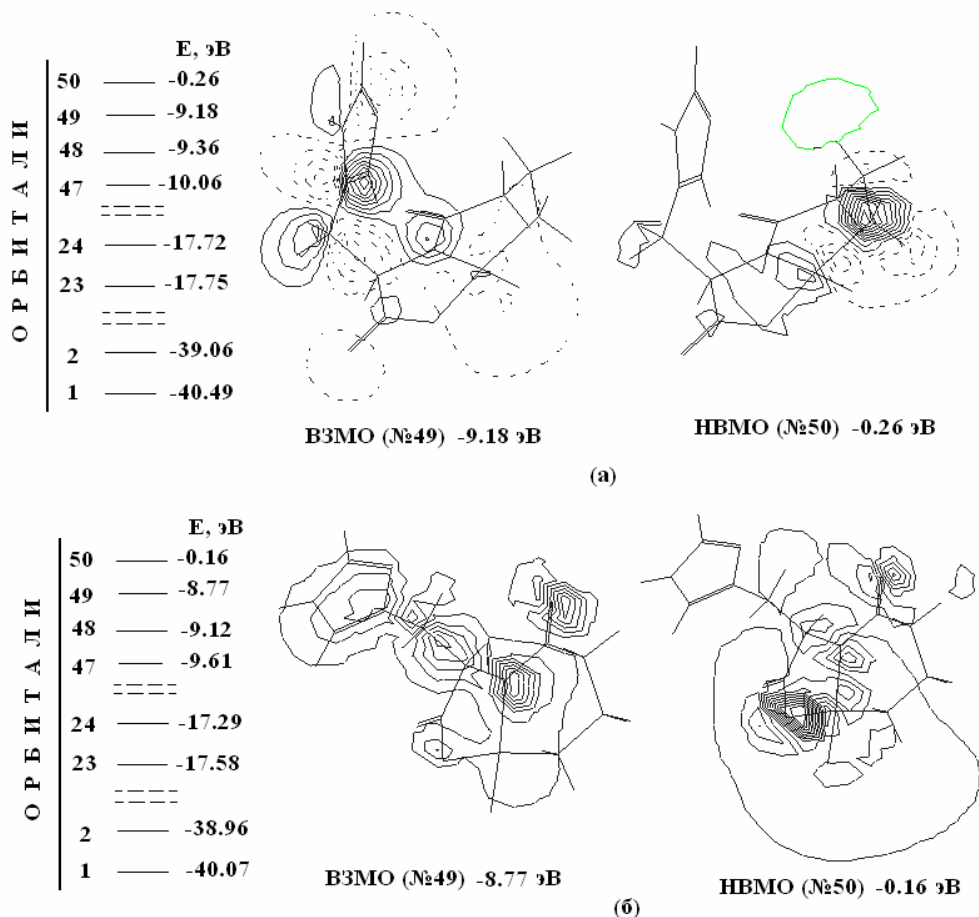 ОРБИТАЛИ
Е, эВ
50 -0.26
49 -9.18
48 -9.36
47 -10.06
24 -17.72
23 -17.75
2 -39.06
1 -40.49
ВЗМО (№49) -9.18 эВ
НВМО (№50) -0.26 эВ
(а)
ОРБИТАЛИ
Е, эВ
50 -0.16
49 -8.77
48 -9.12
47 -9.61
24 -17.29
23 -17.58
2 -38.96
1 -40.07
ВЗМО (№49) -8.77 эВ
НВМО (№50) -0.16 эВ
(б)